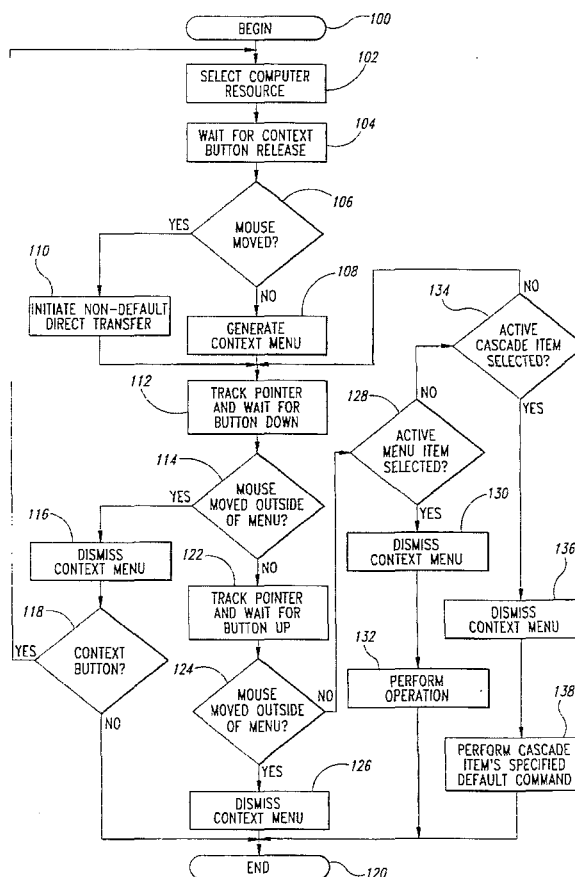 BEGIN
100
SELECT COMPUTER
RESOURCE
102
WAIT FOR CONTEXT
BUTTON RELEASE
104
MOUSE
MOVED?
106
YES
NO
110
INITIATE NON-DEFAULT
DIRECT TRANSFER
108
GENERATE
CONTEXT MENU
112
TRACK POINTER
AND WAIT FOR
BUTTON DOWN
114
MOUSE
MOVED OUTSIDE
OF MENU?
YES
NO
116
DISMISS
CONTEXT MENU
118
CONTEXT
BUTTON?
YES
NO
122
TRACK POINTER
AND WAIT FOR
BUTTON UP
124
MOUSE
MOVED OUTSIDE
OF MENU?
NO
YES
126
DISMISS
CONTEXT MENU
128
ACTIVE
MENU ITEM
SELECTED?
NO
YES
130
DISMISS
CONTEXT MENU
132
PERFORM
OPERATION
134
ACTIVE
CASCADE ITEM
SELECTED?
NO
YES
136
DISMISS
CONTEXT MENU
138
PERFORM CASCADE
ITEM'S SPECIFIED
DEFAULT COMMAND
END
120